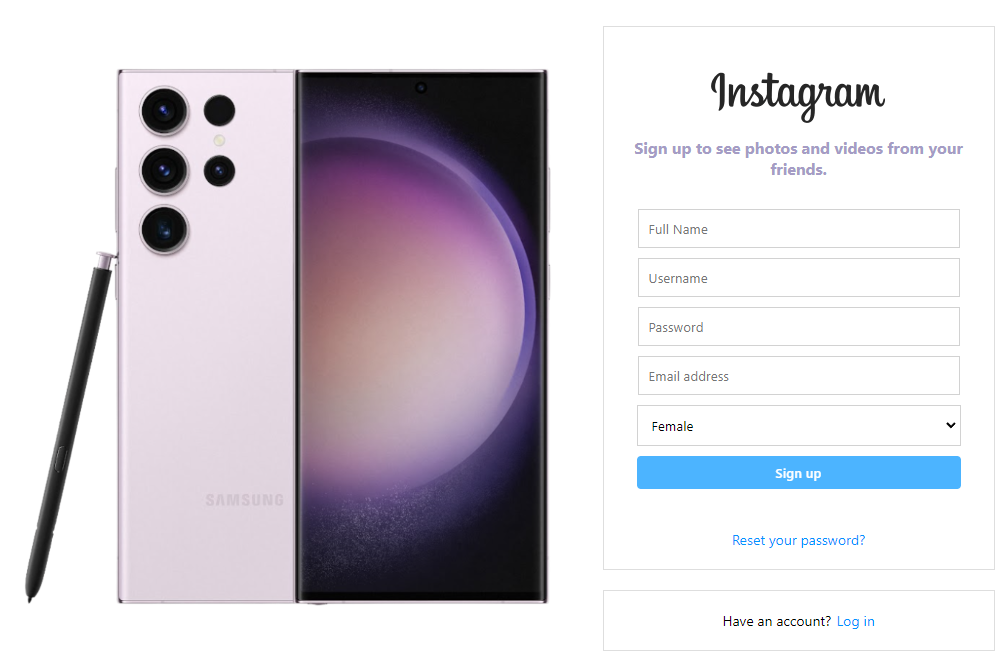 SAMSUNG
Instagram
Sign up to see photos and videos from your
friends.
Full Name
Username
Password
Email address
Female
Sign up
Reset your password?
Have an account? Log in